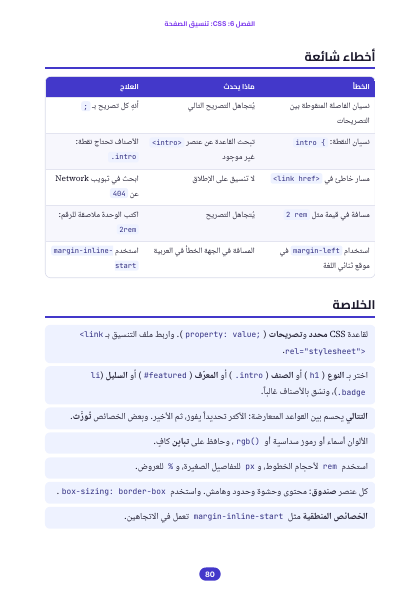 الفصل 6: CSS: تنسيق الصفحة
أخطاء شائعة
الخطأ ماذا يحدث العلاج
نسيان الفاصلة المنقوطة بين يُتجاهل التصريح التالي أنهِ كل تصريح بـ ;
التصريحات
نسيان النقطة: intro { تبحث القاعدة عن عنصر <intro> الأصناف تحتاج نقطة:
غير موجود .intro
مسار خاطئ في <link href> لا تنسيق على الإطلاق ابحث في تبويب Network
عن 404
مسافة في قيمة مثل 2 rem يُتجاهل التصريح اكتب الوحدة ملاصقة للرقم:
2rem
استخدام margin-left في المسافة في الجهة الخطأ في العربية استخدم margin-inline-
موقع ثنائي اللغة start
الخلاصة
لقاعدة CSS محدد وتصريحات ( property: value; ). واربط ملف التنسيق بـ <link
rel="stylesheet">.
اختر بـ النوع ( h1 ) أو الصنف ( .intro ) أو المعرّف ( #featured ) أو السليل (li
.badge)، ونسّق بالأصناف غالباً.
التتالي يحسم بين القواعد المتعارضة: الأكثر تحديداً يفوز، ثم الأخير. وبعض الخصائص تُورَّث.
الألوان أسماء أو رموز سداسية أو rgb() ، وحافظ على تباين كافٍ.
استخدم rem لأحجام الخطوط، و px للتفاصيل الصغيرة، و % للعروض.
كل عنصر صندوق: محتوى وحشوة وحدود وهامش. واستخدم box-sizing: border-box .
الخصائص المنطقية مثل margin-inline-start تعمل في الاتجاهين.
80